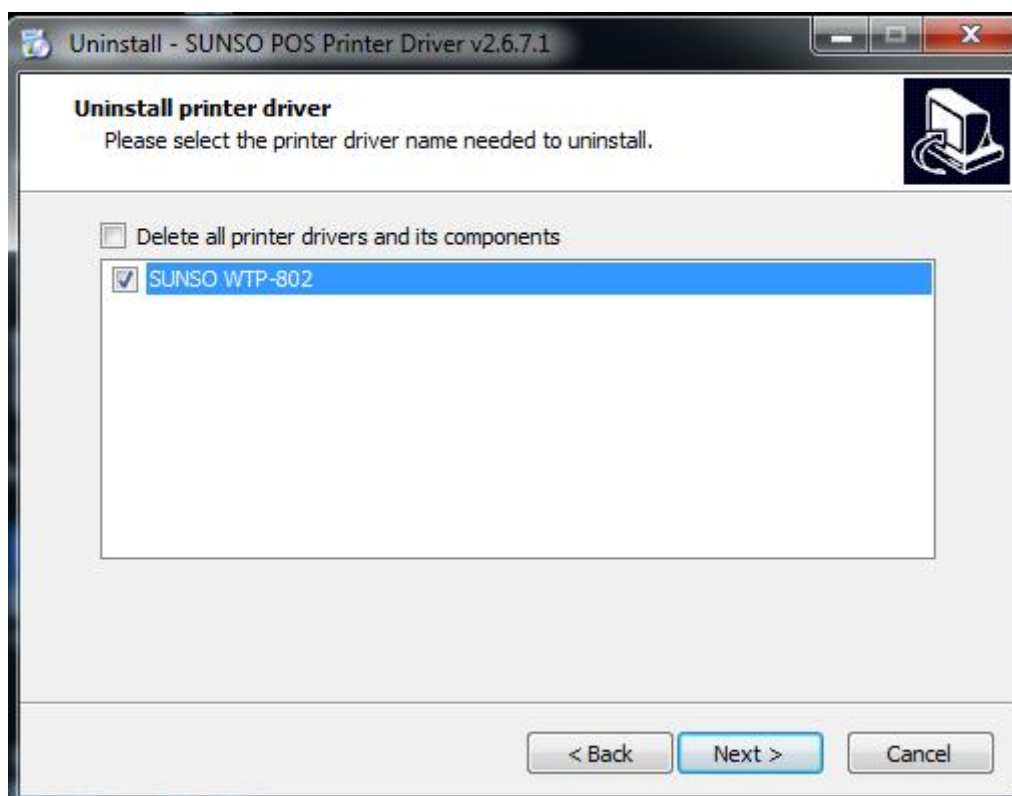 Uninstall - SUNSO POS Printer Driver v2.6.7.1
Uninstall printer driver
Please select the printer driver name needed to uninstall.
Delete all printer drivers and its components
SUNSO WTP-802
< Back Next > Cancel